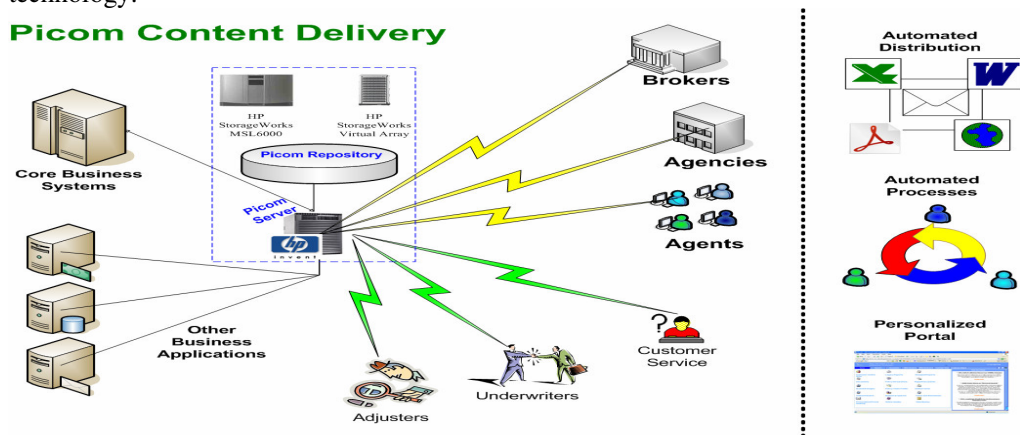 technology.
Picom Content Delivery
HP
StorageWorks
MSL6000
HP
StorageWorks
Virtual Array
Picom Repository
Picom
Server
hp
invent
Core Business
Systems
Other
Business
Applications
Brokers
Agencies
Agents
Customer
Service
Underwriters
Adjusters
Automated
Distribution
X
W
Automated
Processes
Personalized
Portal